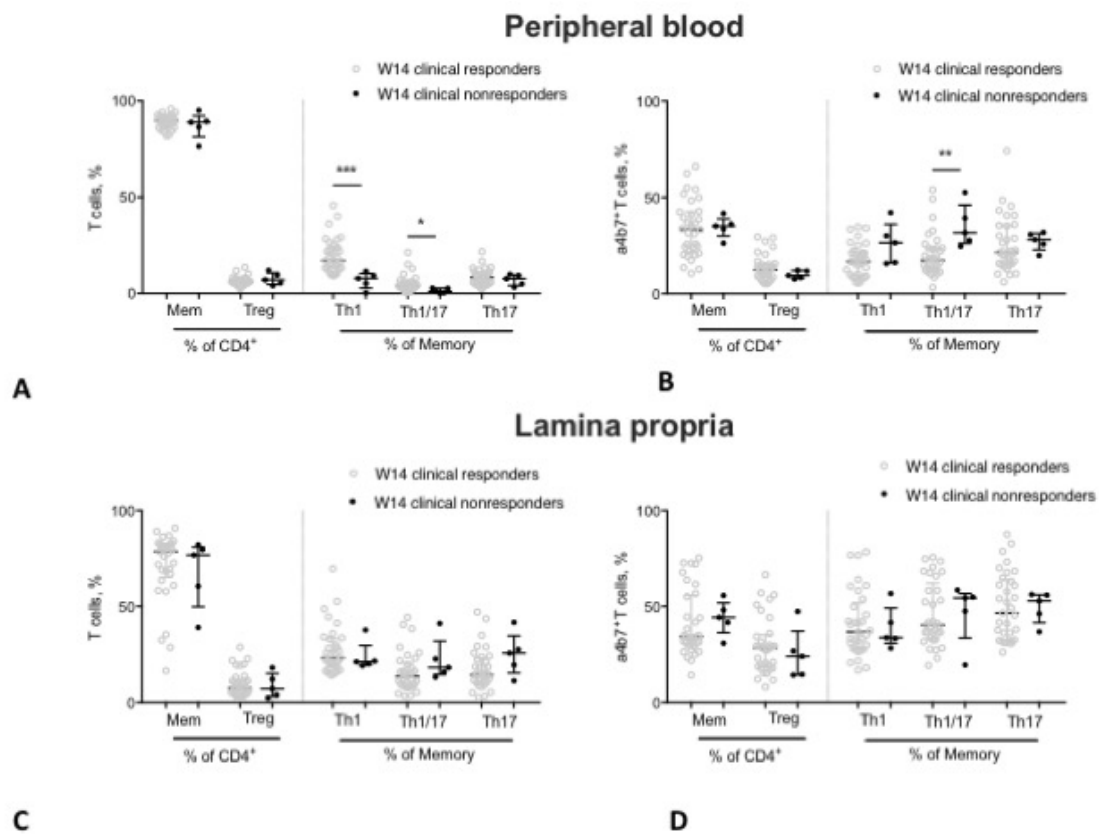 Peripheral blood
W14 clinical responders
W14 clinical nonresponders
100
50
0
T cells, %
***
*
Mem
Treg
Th1
Th1/17
Th17
% of CD4⁺
% of Memory
A
W14 clinical responders
W14 clinical nonresponders
100
50
0
a4b7⁺ T cells, %
**
Mem
Treg
Th1
Th1/17
Th17
% of CD4⁺
% of Memory
B
Lamina propria
W14 clinical responders
W14 clinical nonresponders
100
50
0
T cells, %
Mem
Treg
Th1
Th1/17
Th17
% of CD4⁺
% of Memory
C
W14 clinical responders
W14 clinical nonresponders
100
50
0
a4b7⁺ T cells, %
Mem
Treg
Th1
Th1/17
Th17
% of CD4⁺
% of Memory
D